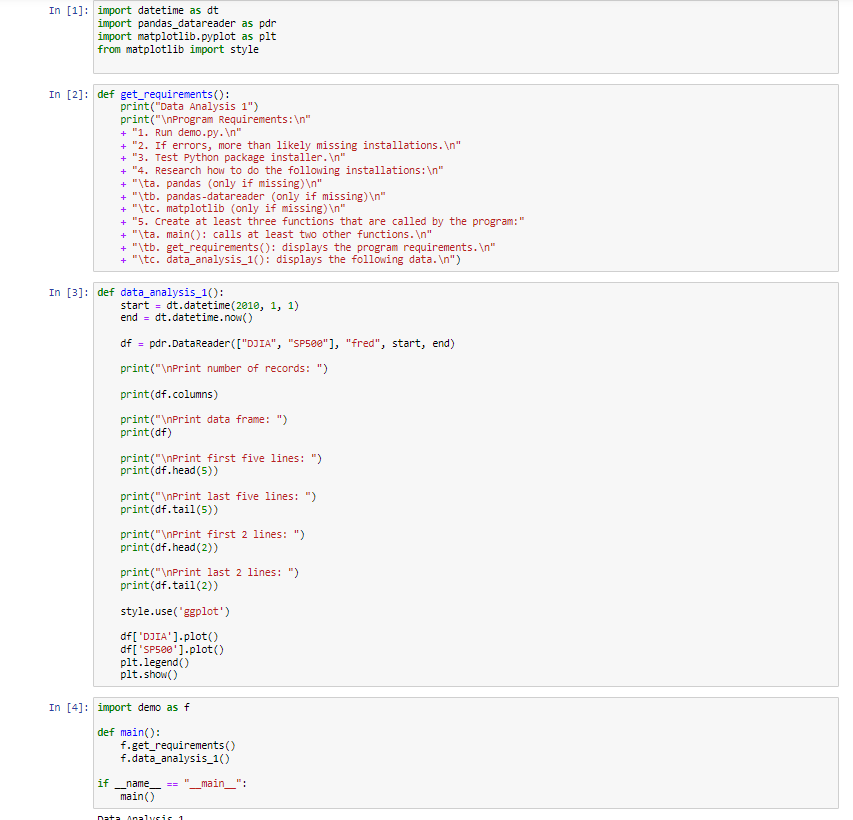 In [1]: import datetime as dt
import pandas_datareader as pdr
import matplotlib.pyplot as plt
from matplotlib import style
In [2]: def get_requirements():
print("Data Analysis 1")
print("\nProgram Requirements:\n"
+ "1. Run demo.py.\n"
+ "2. If errors, more than likely missing installations.\n"
+ "3. Test Python package installer.\n"
+ "4. Research how to do the following installations:\n"
+ "\ta. pandas (only if missing)\n"
+ "\tb. pandas-datareader (only if missing)\n"
+ "\tc. matplotlib (only if missing)\n"
+ "5. Create at least three functions that are called by the program:"
+ "\ta. main(): calls at least two other functions.\n"
+ "\tb. get_requirements(): displays the program requirements.\n"
+ "\tc. data_analysis_1(): displays the following data.\n")
In [3]: def data_analysis_1():
start = dt.datetime(2010, 1, 1)
end = dt.datetime.now()
df = pdr.DataReader(["DJIA", "SP500"], "fred", start, end)
print("\nPrint number of records: ")
print(df.columns)
print("\nPrint data frame: ")
print(df)
print("\nPrint first five lines: ")
print(df.head(5))
print("\nPrint last five lines: ")
print(df.tail(5))
print("\nPrint first 2 lines: ")
print(df.head(2))
print("\nPrint last 2 lines: ")
print(df.tail(2))
style.use('ggplot')
df['DJIA'].plot()
df['SP500'].plot()
plt.legend()
plt.show()
In [4]: import demo as f
def main():
f.get_requirements()
f.data_analysis_1()
if __name__ == "__main__":
main()
Data Analysis 1